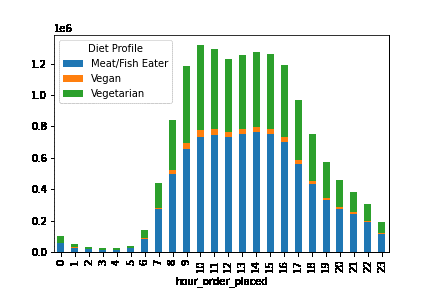 1e6
Diet Profile
Meat/Fish Eater
Vegan
Vegetarian
1.2
1.0
0.8
0.6
0.4
0.2
0.0
0 1 2 3 4 5 6 7 8 9 10 11 12 13 14 15 16 17 18 19 20 21 22 23
hour_order_placed